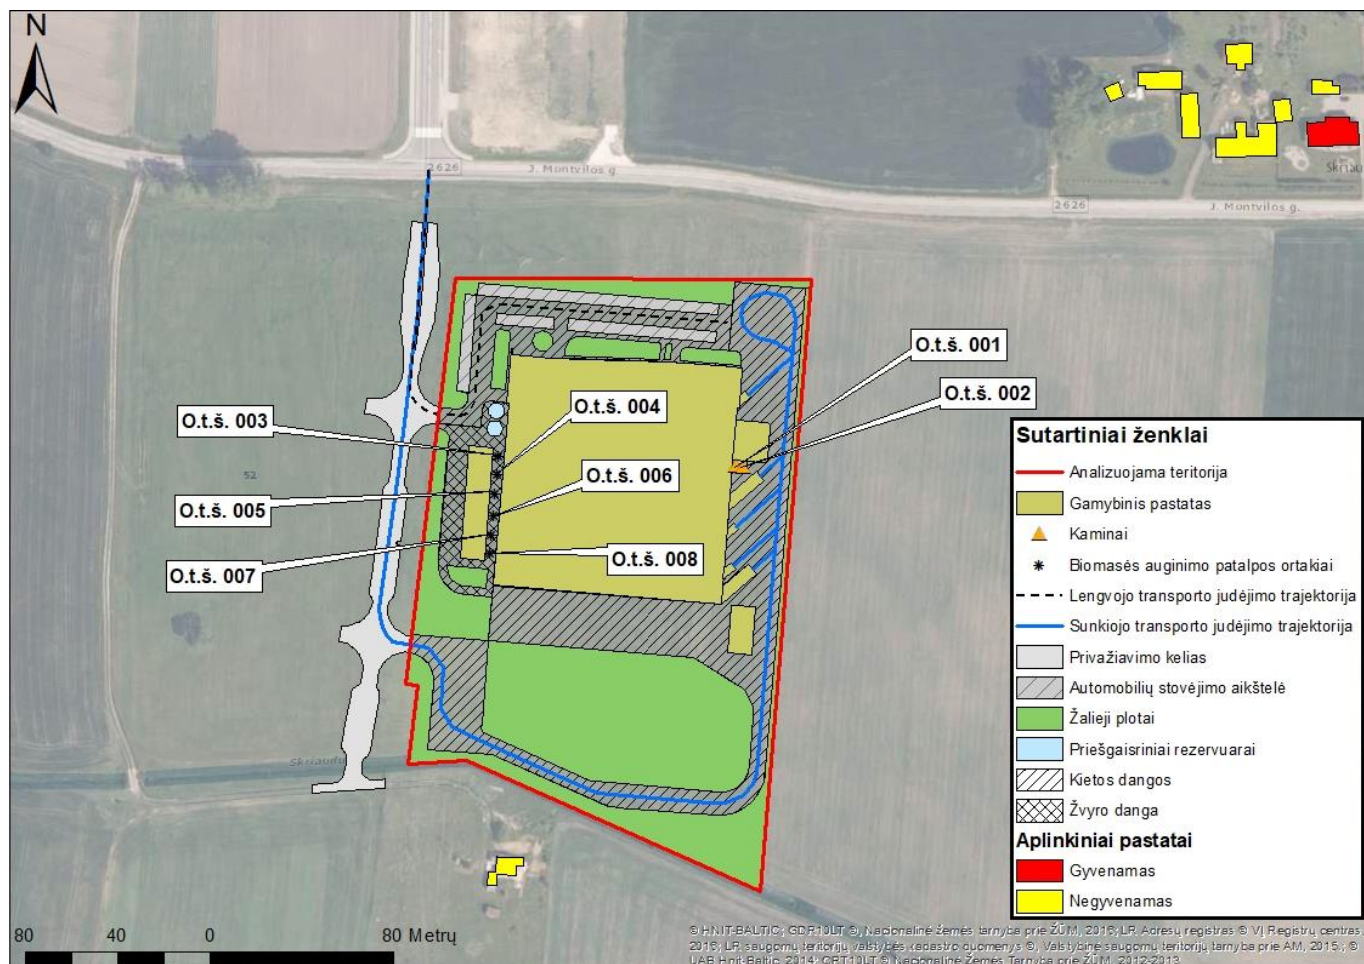 N
2626
J. Montvilos g.
Skriaud
2626
J. Montvilos g.
O.t.š. 001
O.t.š. 002
O.t.š. 003
O.t.š. 004
52
O.t.š. 005
O.t.š. 006
O.t.š. 007
O.t.š. 008
Skriaudu
Sutartiniai ženklai
Analizuojama teritorija
Gamybinis pastatas
Kaminai
Biomasės auginimo patalpos ortakiai
Lengvojo transporto judėjimo trajektorija
Sunkiojo transporto judėjimo trajektorija
Privažiavimo kelias
Automobilių stovėjimo aikštelė
Žalieji plotai
Priešgaisriniai rezervuarai
Kietos dangos
Žvyro danga
Aplinkiniai pastatai
Gyvenamas
Negyvenamas
80 40 0 80 Metrų
© HNIT-BALTIC; GDR10LT ©, Nacionalinė žemės tarnyba prie ŽŪM, 2016; LR Adresų registras © VĮ Registrų centras,
2016; LR saugomų teritorijų valstybės kadastro duomenys ©, Valstybinė saugomų teritorijų tarnyba prie AM, 2015.; ©
UAB Hnit-Baltic, 2014; ORT10LT © Nacionalinė Žemės Tarnyba prie ŽŪM, 2012-2013